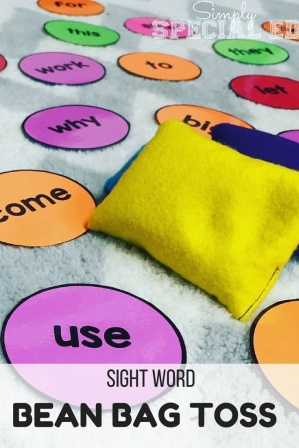 Simply
SPECIAL ED
for
this
they
work
to
let
why
come
use
SIGHT WORD
BEAN BAG TOSS